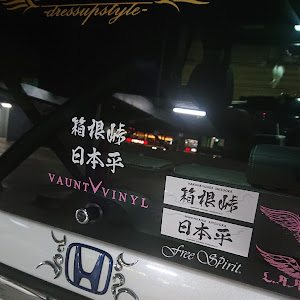 -dressupstyle-
箱根峠
日本平
VAUNT VINYL
箱根峠
日本平
Free Spirit.